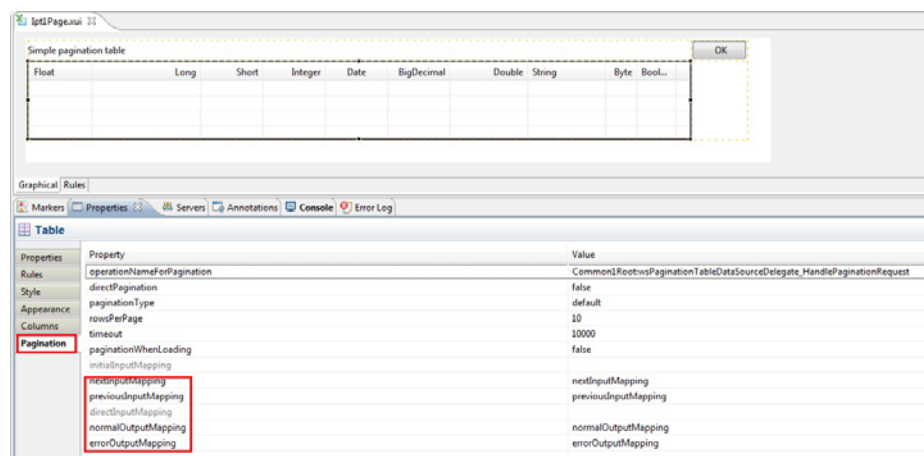 Ipt1Page.xui
Simple pagination table
OK
Float Long Short Integer Date BigDecimal Double String Byte Bool...
Graphical Rules
Markers Properties Servers Annotations Console Error Log
Table
Properties
Rules
Style
Appearance
Columns
Pagination
Property Value
operationNameForPagination Common1Root:wsPaginationTableDataSourceDelegate_HandlePaginationRequest
directPagination false
paginationType default
rowsPerPage 10
timeout 10000
paginationWhenLoading false
initialInputMapping
nextInputMapping nextInputMapping
previousInputMapping previousInputMapping
directInputMapping
normalOutputMapping normalOutputMapping
errorOutputMapping errorOutputMapping